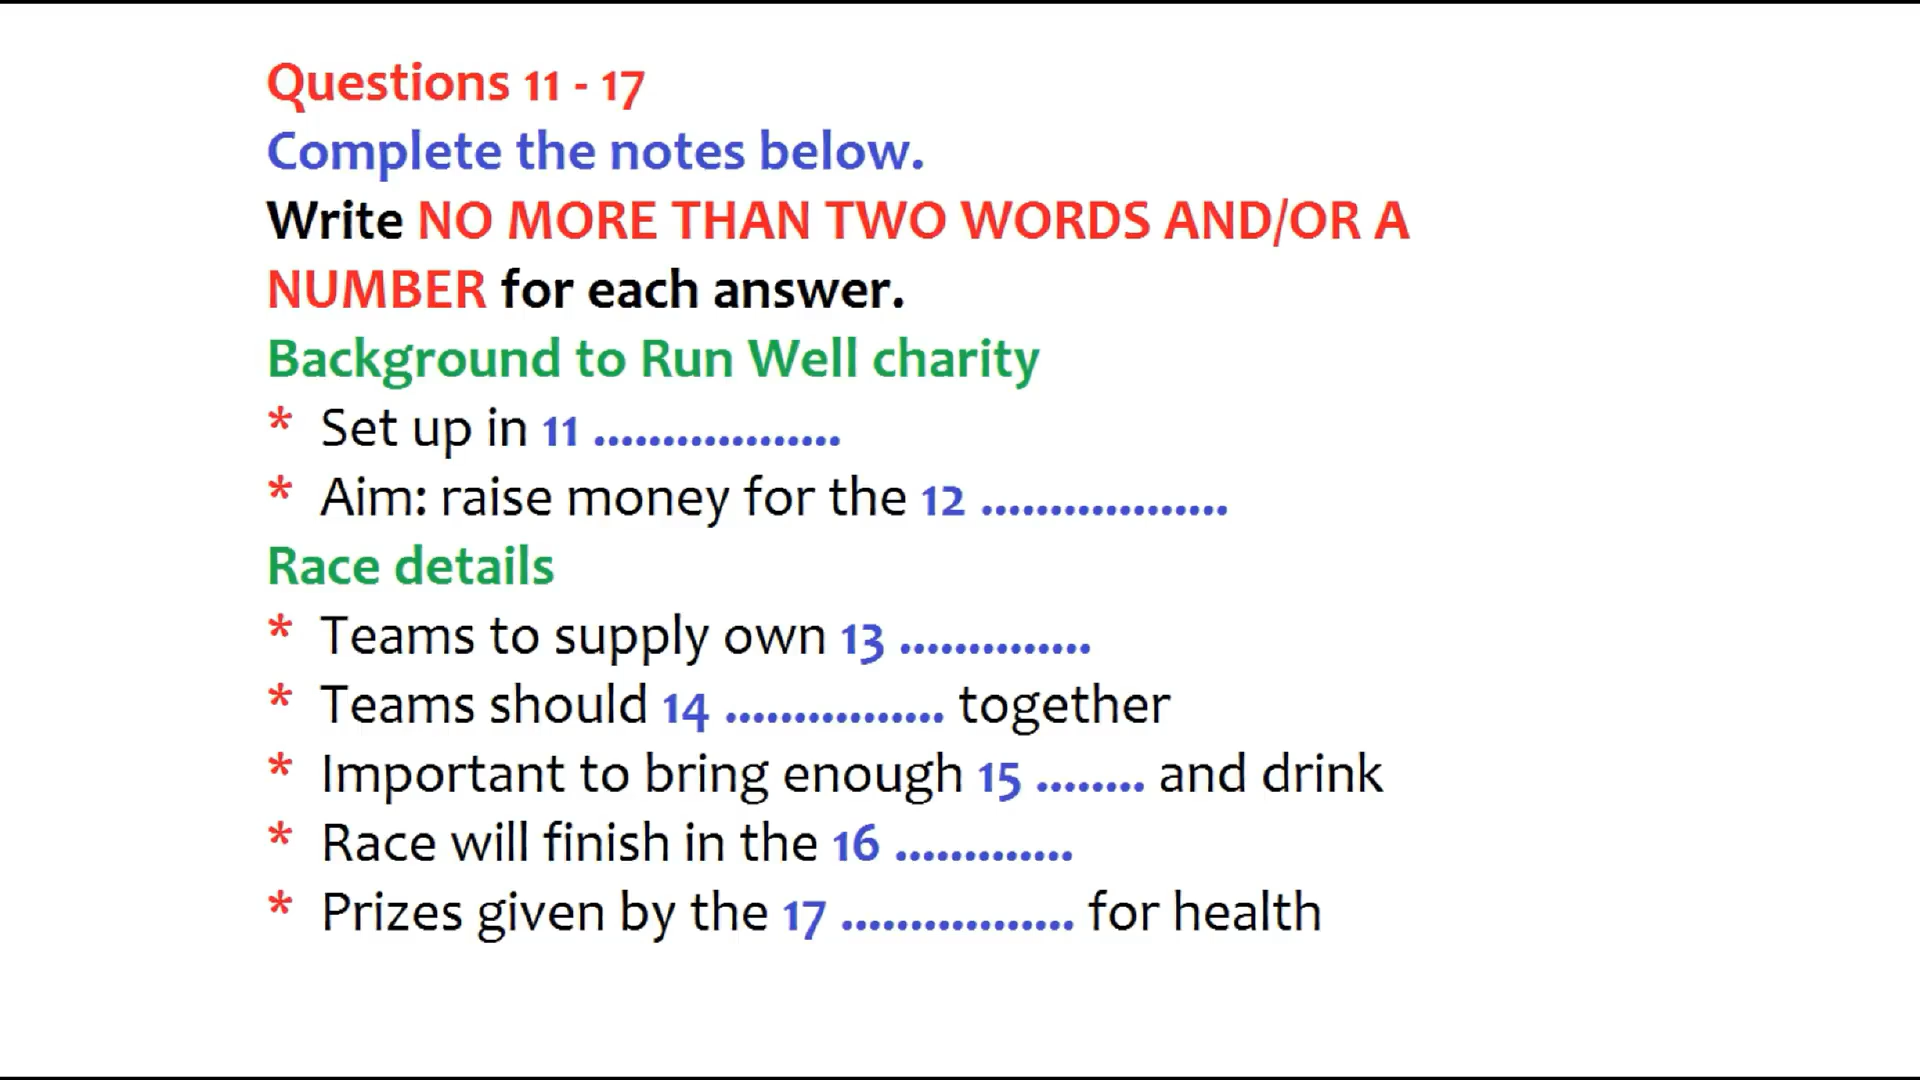 Questions 11 - 17
Complete the notes below.
Write NO MORE THAN TWO WORDS AND/OR A
NUMBER for each answer.
Background to Run Well charity
* Set up in 11 ..................
* Aim: raise money for the 12 ..................
Race details
* Teams to supply own 13 ..............
* Teams should 14 ................ together
* Important to bring enough 15 ........ and drink
* Race will finish in the 16 .............
* Prizes given by the 17 ................. for health